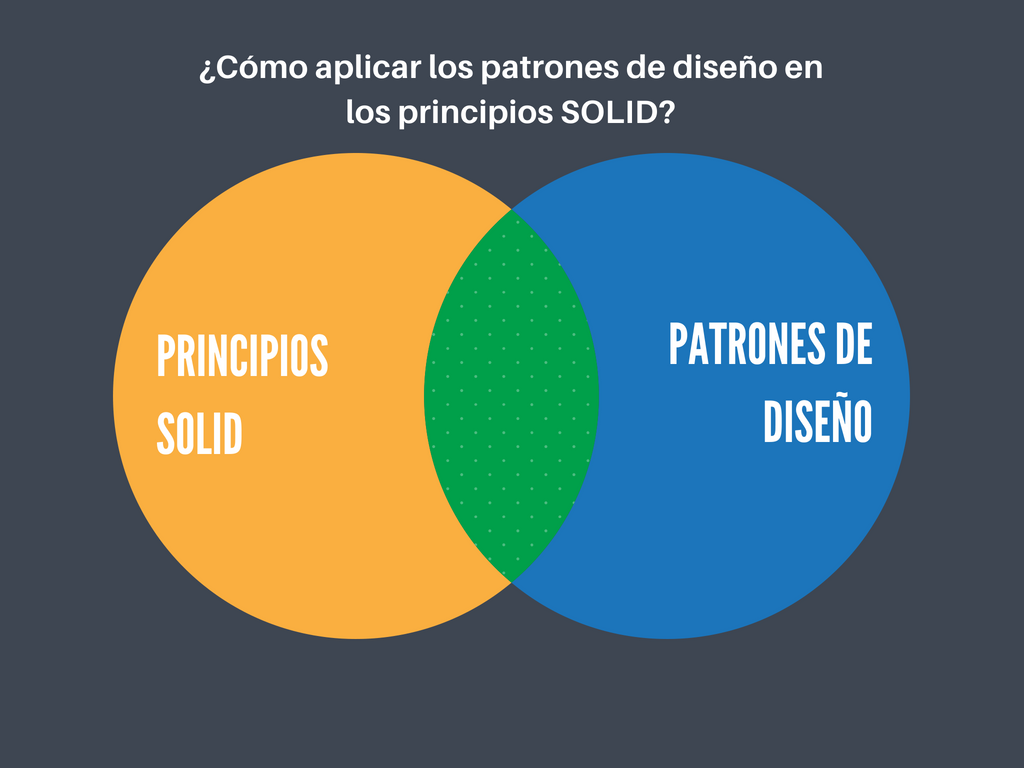 ¿Cómo aplicar los patrones de diseño en
los principios SOLID?
PRINCIPIOS
SOLID
PATRONES DE
DISEÑO